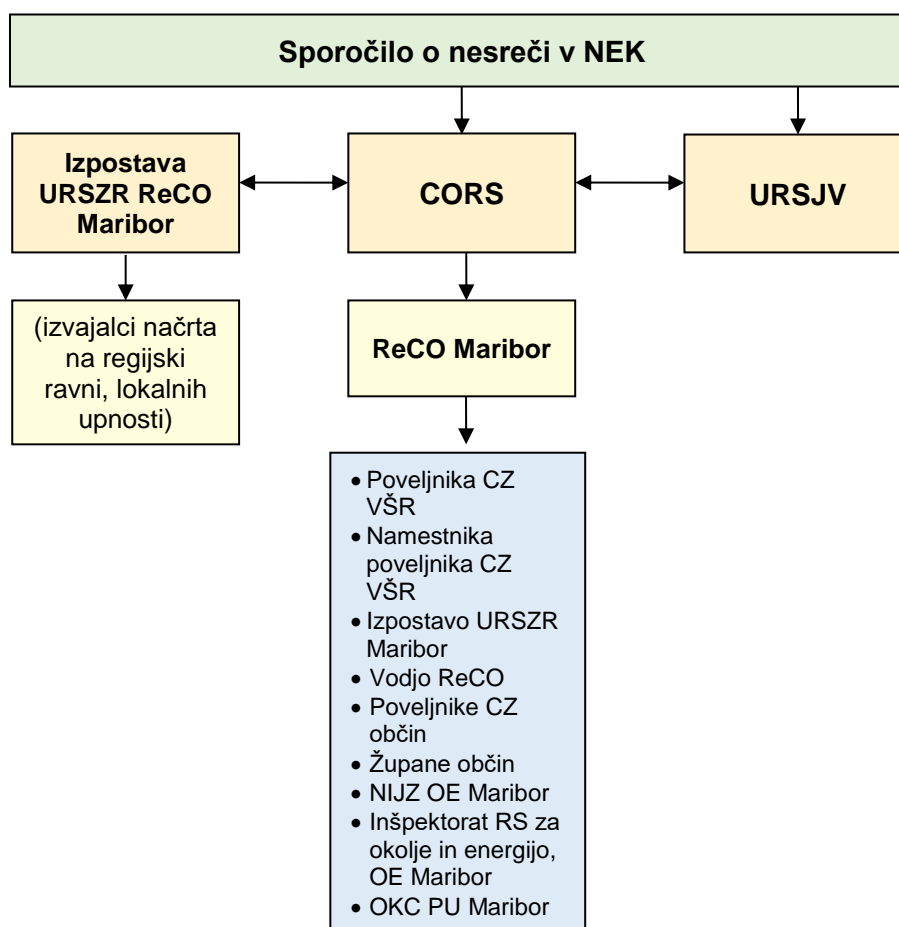 Sporočilo o nesreči v NEK
Izpostava
URSZR ReCO
Maribor
CORS
URSJV
(izvajalci načrta
na regijski
ravni, lokalnih
upnosti)
ReCO Maribor
• Poveljnika CZ
VŠR
• Namestnika
poveljnika CZ
VŠR
• Izpostavo URSZR
Maribor
• Vodjo ReCO
• Poveljnike CZ
občin
• Župane občin
• NIJZ OE Maribor
• Inšpektorat RS za
okolje in energijo,
OE Maribor
• OKC PU Maribor